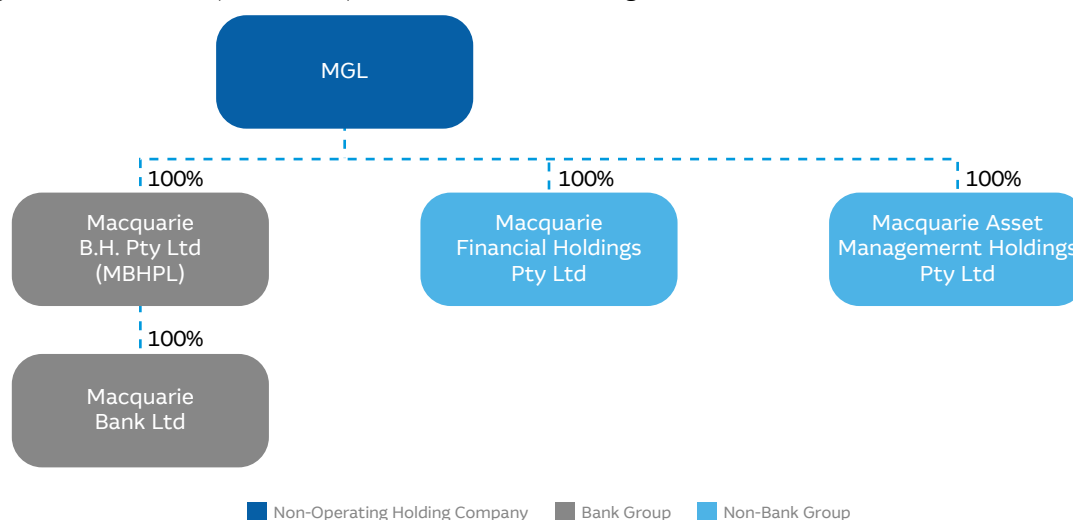 MGL
100%
100%
100%
Macquarie
B.H. Pty Ltd
(MBHPL)
Macquarie
Financial Holdings
Pty Ltd
Macquarie Asset
Managemernt Holdings
Pty Ltd
100%
Macquarie
Bank Ltd
Non-Operating Holding Company
Bank Group
Non-Bank Group